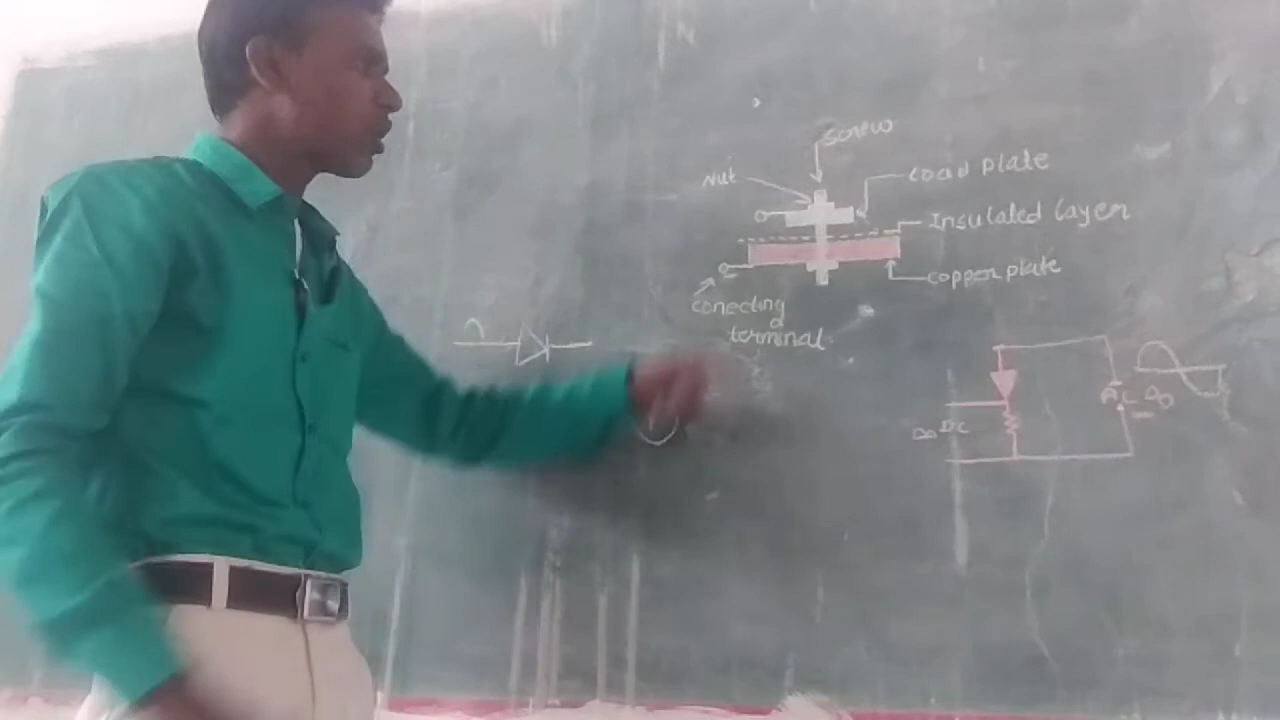 Screw
Nut
Load plate
Insulated layer
copper plate
conecting
terminal
AC
DC